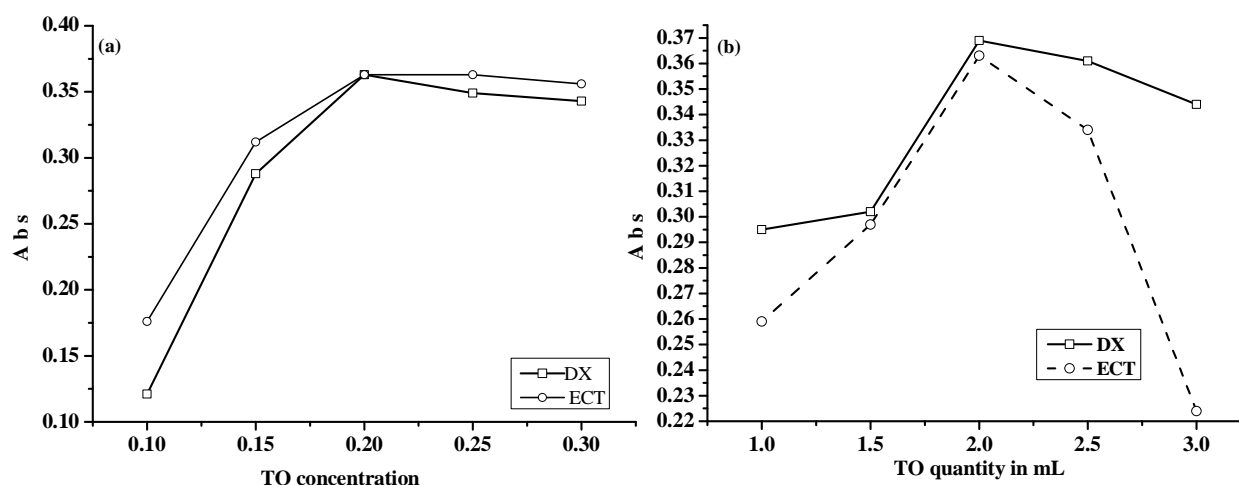 (a)
A b s
0.40
0.35
0.30
0.25
0.20
0.15
0.10
0.10 0.15 0.20 0.25 0.30
TO concentration
DX
ECT
(b)
A b s
0.37
0.36
0.35
0.34
0.33
0.32
0.31
0.30
0.29
0.28
0.27
0.26
0.25
0.24
0.23
0.22
1.0 1.5 2.0 2.5 3.0
TO quantity in mL
DX
ECT